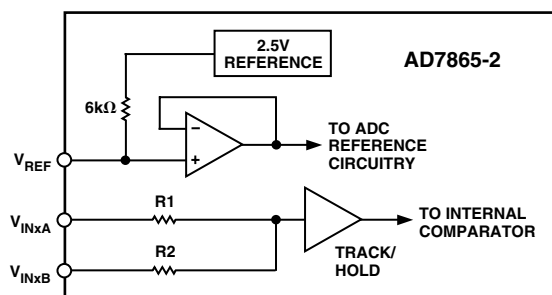 2.5V
REFERENCE
AD7865-2
6kΩ
−
+
TO ADC
REFERENCE
CIRCUITRY
VREF
VINxA
R1
TO INTERNAL
COMPARATOR
TRACK/
HOLD
VINxB
R2